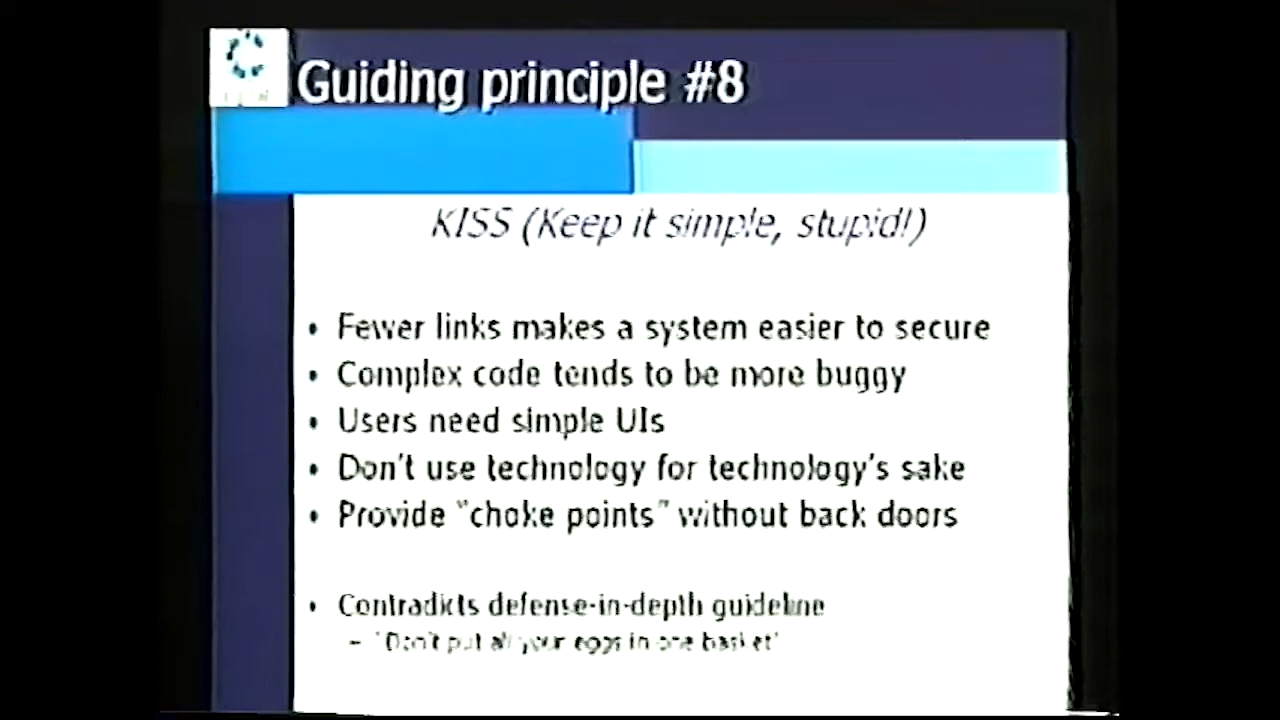 Guiding principle #8
KISS (Keep it simple, stupid!)
• Fewer links makes a system easier to secure
• Complex code tends to be more buggy
• Users need simple UIs
• Don't use technology for technology's sake
• Provide "choke points" without back doors
• Contradicts defense-in-depth guideline
– 'Don't put all your eggs in one basket'